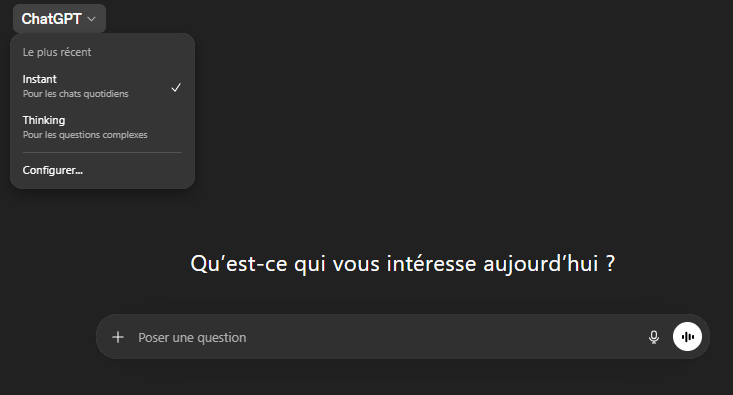 ChatGPT
Le plus récent
Instant
Pour les chats quotidiens
Thinking
Pour les questions complexes
Configurer...
Qu’est-ce qui vous intéresse aujourd’hui ?
Poser une question